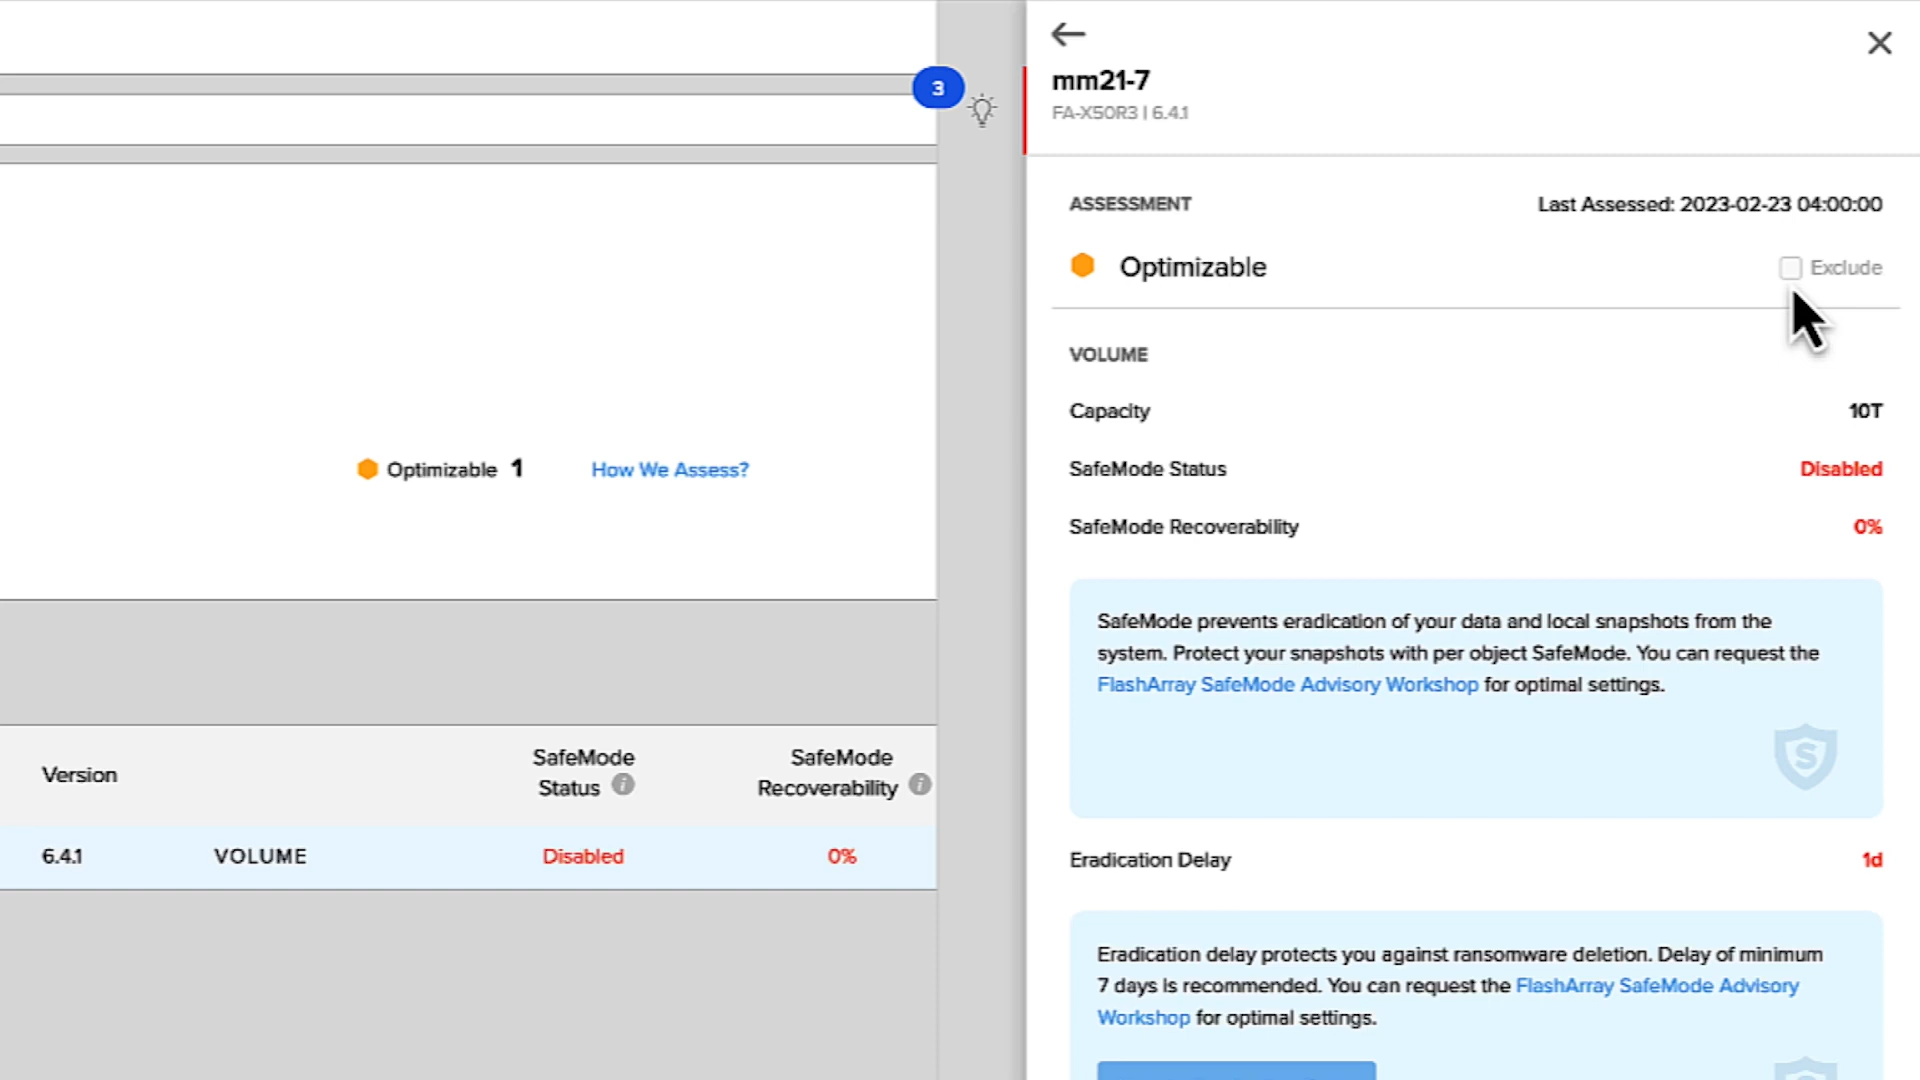 3
mm21-7
FA-X50R3 | 6.4.1
ASSESSMENT
Last Assessed: 2023-02-23 04:00:00
Optimizable
Exclude
VOLUME
Capacity 10T
SafeMode Status Disabled
SafeMode Recoverability 0%
SafeMode prevents eradication of your data and local snapshots from the
system. Protect your snapshots with per object SafeMode. You can request the
FlashArray SafeMode Advisory Workshop for optimal settings.
S
Eradication Delay 1d
Eradication delay protects you against ransomware deletion. Delay of minimum
7 days is recommended. You can request the FlashArray SafeMode Advisory
Workshop for optimal settings.
Optimizable 1 How We Assess?
Version
SafeMode
Status i
SafeMode
Recoverability i
6.4.1 VOLUME Disabled 0%